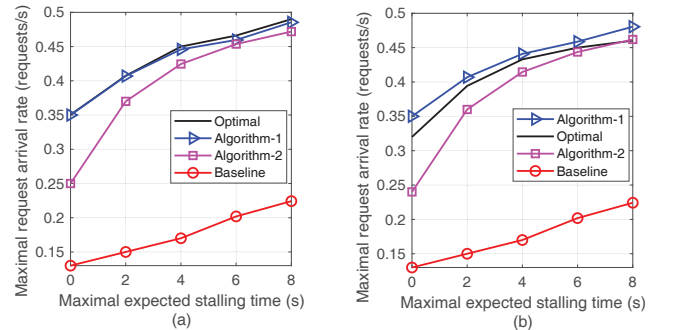 0.5
0.45
0.4
0.35
0.3
0.25
0.2
0.15
0
2
4
6
8
Maximal request arrival rate (requests/s)
Maximal expected stalling time (s)
Optimal
Algorithm-1
Algorithm-2
Baseline
(a)
0.5
0.45
0.4
0.35
0.3
0.25
0.2
0.15
0
2
4
6
8
Maximal request arrival rate (requests/s)
Maximal expected stalling time (s)
Algorithm-1
Optimal
Algorithm-2
Baseline
(b)